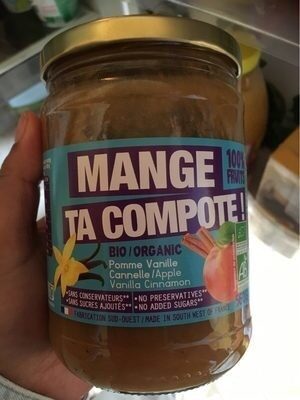 MANGE
100%
FRUITS
TA COMPOTE !
BIO / ORGANIC
Pomme Vanille
Cannelle / Apple
Vanilla Cinnamon
•SANS CONSERVATEURS** •NO PRESERVATIVES**
•SANS SUCRES AJOUTÉS** •NO ADDED SUGARS**
FABRICATION SUD-OUEST / MADE IN SOUTH WEST OF FRANCE
AB